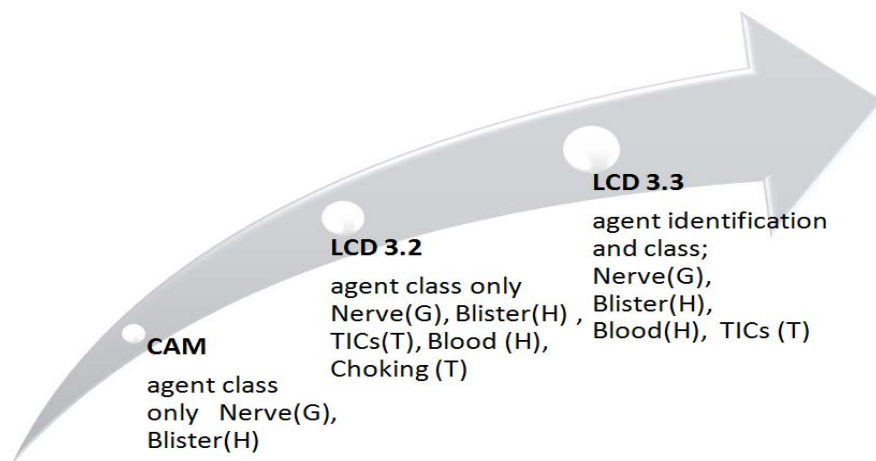 CAM
agent class
only Nerve(G),
Blister(H)
LCD 3.2
agent class only
Nerve(G), Blister(H) ,
TICs(T), Blood (H),
Choking (T)
LCD 3.3
agent identification
and class;
Nerve(G),
Blister(H),
Blood(H), TICs (T)